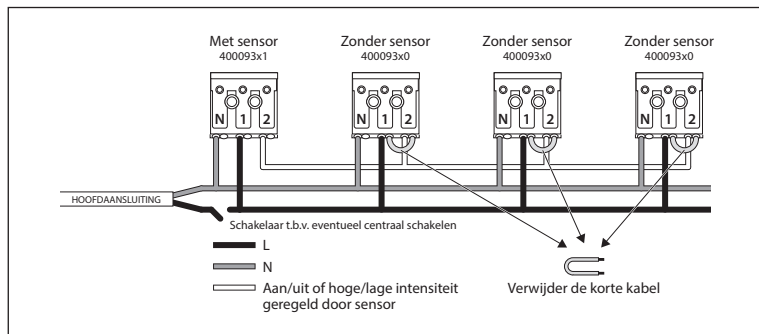 Met sensor
400093x1
Zonder sensor
400093x0
Zonder sensor
400093x0
Zonder sensor
400093x0
N 1 2
N 1 2
N 1 2
N 1 2
HOOFDAANSLUITING
Schakelaar t.b.v. eventueel centraal schakelen
L
N
Aan/uit of hoge/lage intensiteit
geregeld door sensor
Verwijder de korte kabel